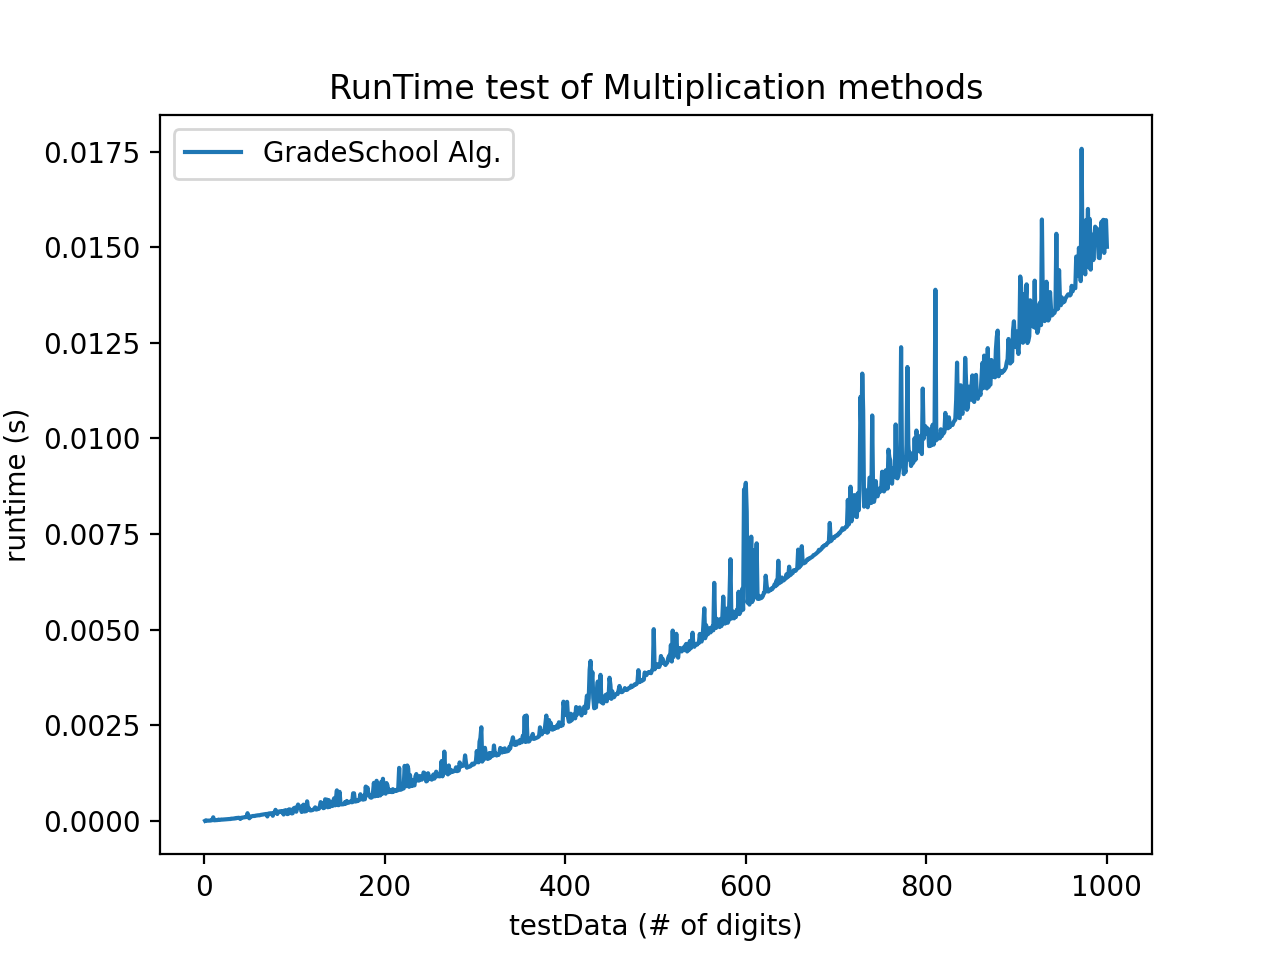 RunTime test of Multiplication methods
GradeSchool Alg.
0.0175
0.0150
0.0125
0.0100
0.0075
0.0050
0.0025
0.0000
runtime (s)
0 200 400 600 800 1000
testData (# of digits)